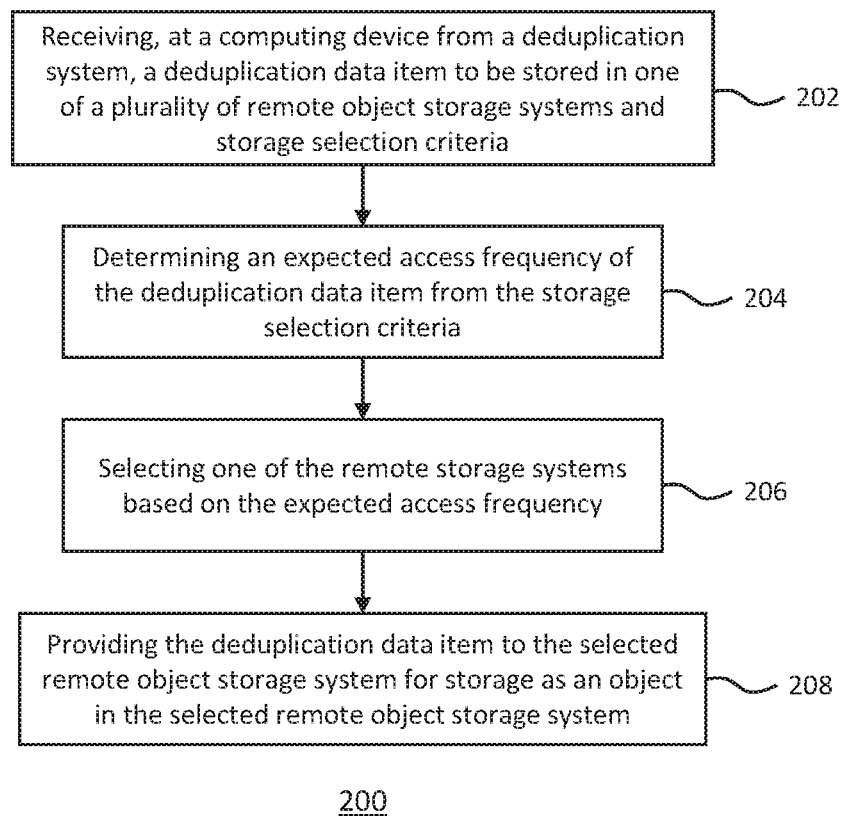 Receiving, at a computing device from a deduplication
system, a deduplication data item to be stored in one
of a plurality of remote object storage systems and
storage selection criteria
202
Determining an expected access frequency of
the deduplication data item from the storage
selection criteria
204
Selecting one of the remote storage systems
based on the expected access frequency
206
Providing the deduplication data item to the selected
remote object storage system for storage as an object
in the selected remote object storage system
208
200